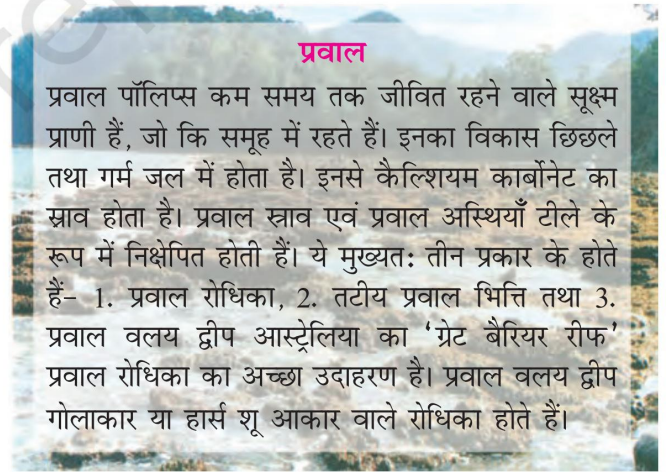 प्रवाल
प्रवाल पॉलिप्स कम समय तक जीवित रहने वाले सूक्ष्म
प्राणी हैं, जो कि समूह में रहते हैं। इनका विकास छिछले
तथा गर्म जल में होता है। इनसे कैल्शियम कार्बोनेट का
स्राव होता है। प्रवाल स्राव एवं प्रवाल अस्थियाँ टीले के
रूप में निक्षेपित होती हैं। ये मुख्यत: तीन प्रकार के होते
हैं– 1. प्रवाल रोधिका, 2. तटीय प्रवाल भित्ति तथा 3.
प्रवाल वलय द्वीप आस्ट्रेलिया का ‘ग्रेट बैरियर रीफ’
प्रवाल रोधिका का अच्छा उदाहरण है। प्रवाल वलय द्वीप
गोलाकार या हार्स शू आकार वाले रोधिका होते हैं।